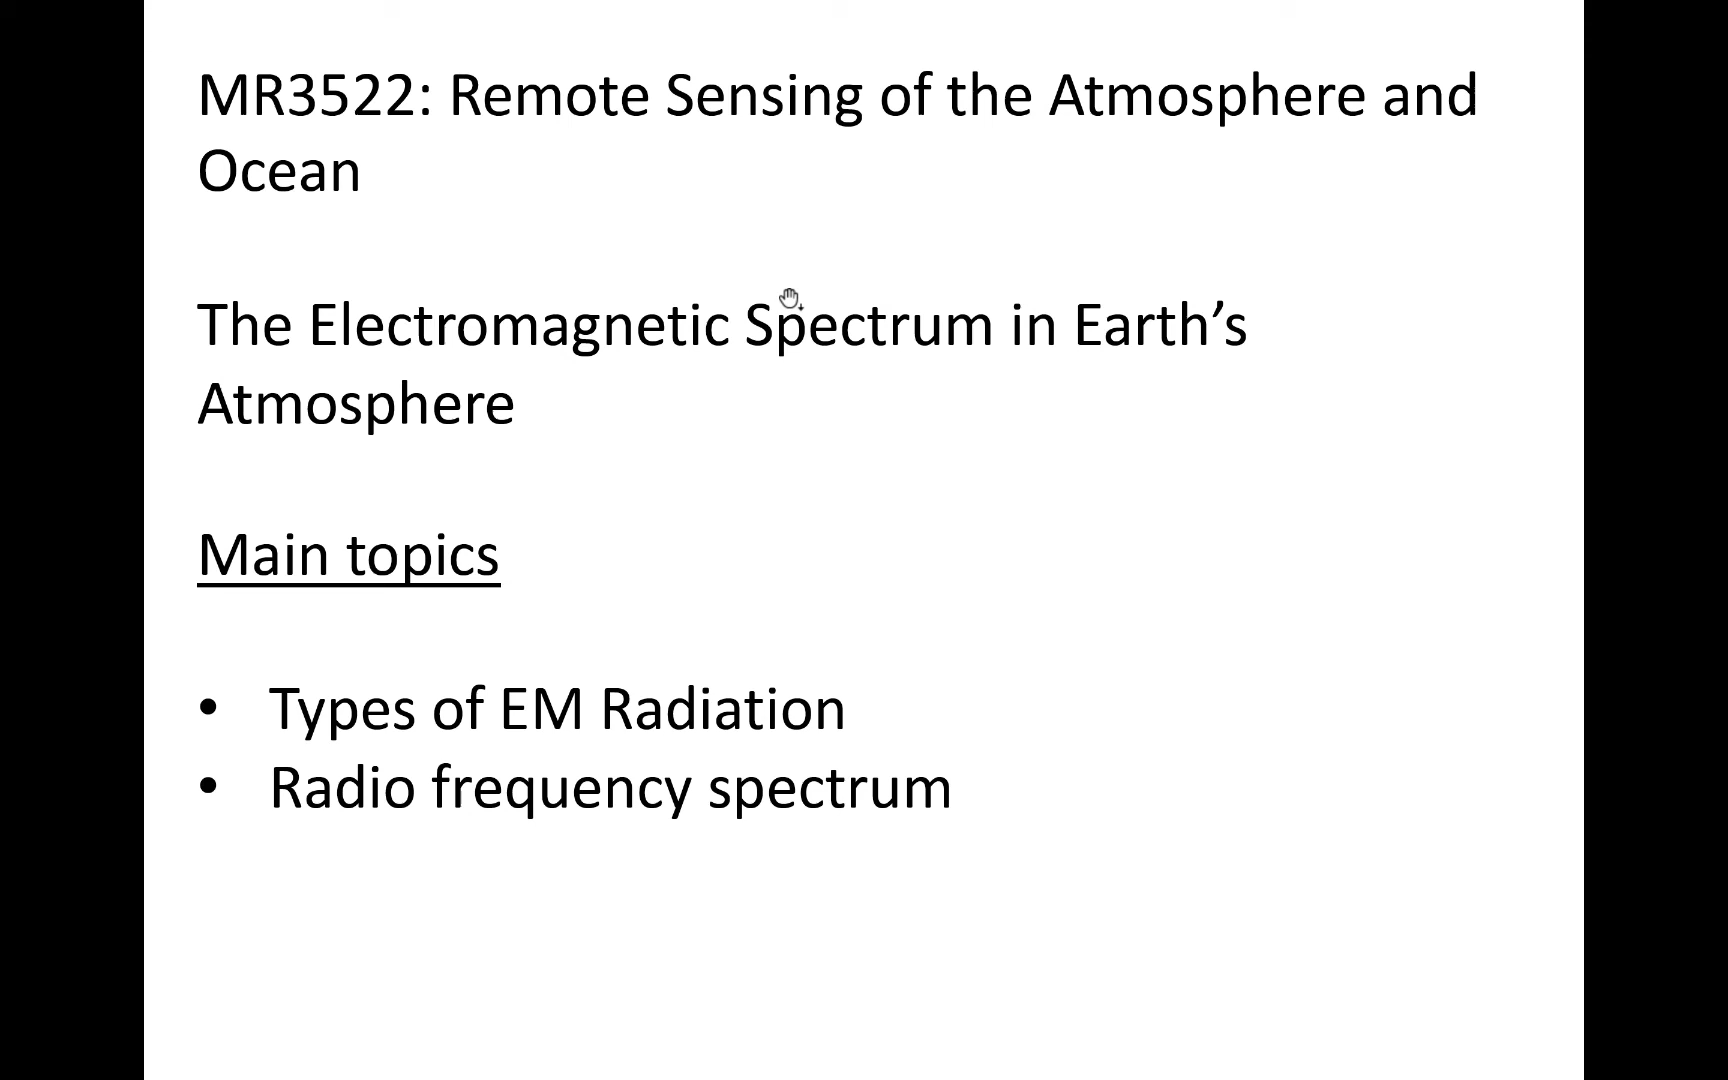 MR3522: Remote Sensing of the Atmosphere and
Ocean
The Electromagnetic Spectrum in Earth’s
Atmosphere
Main topics
• Types of EM Radiation
• Radio frequency spectrum